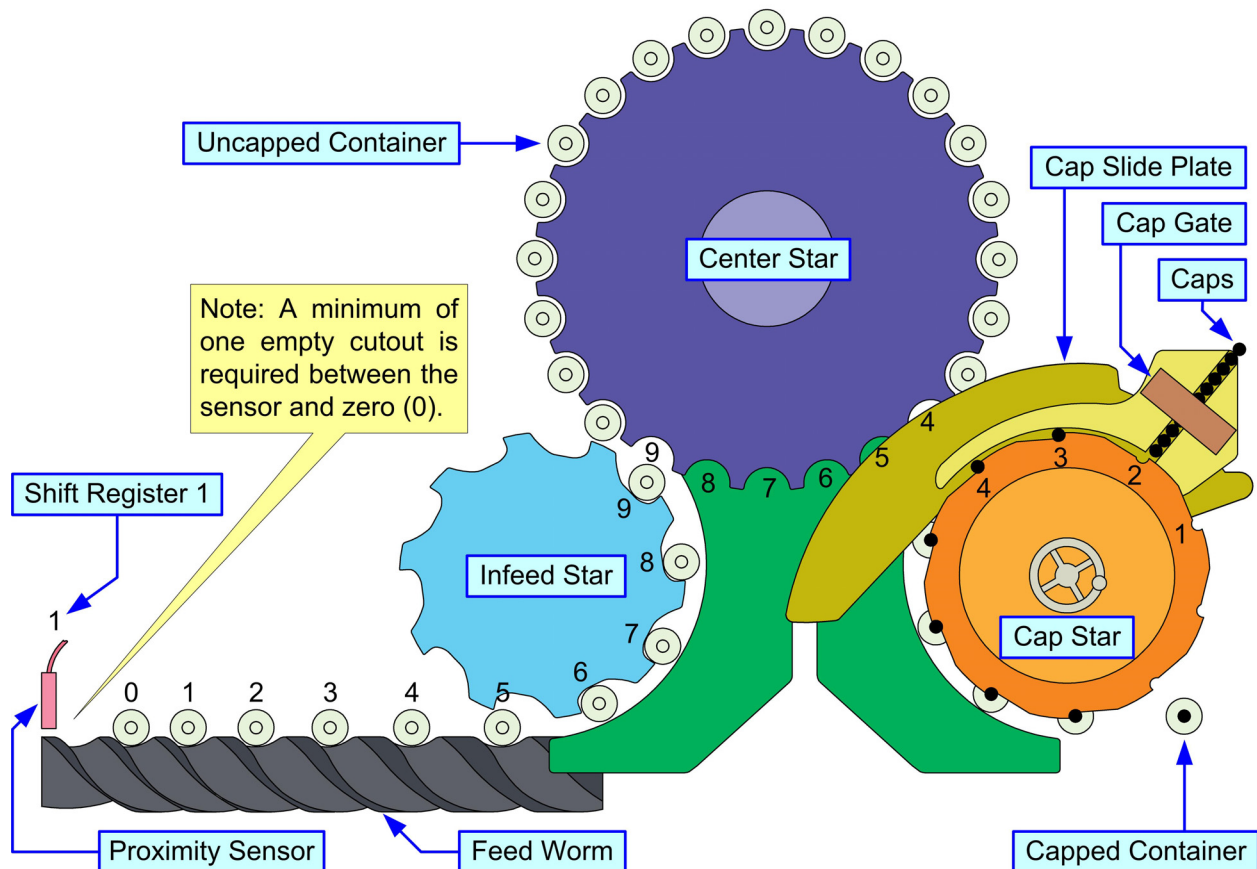 Uncapped Container
Center Star
Cap Slide Plate
Cap Gate
Caps
Note: A minimum of
one empty cutout is
required between the
sensor and zero (0).
Shift Register 1
1
9
8
7
6
5
4
9
8
7
6
Infeed Star
4
3
2
1
Cap Star
0
1
2
3
4
5
Proximity Sensor
Feed Worm
Capped Container